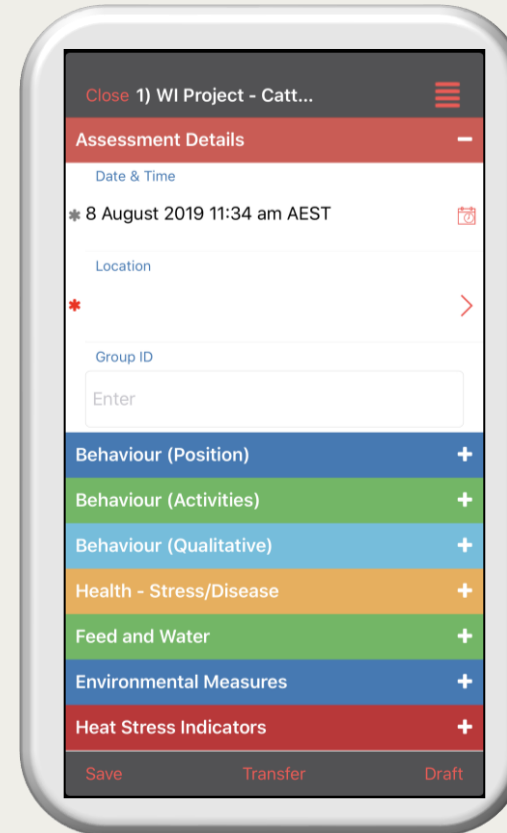 Close 1) WI Project - Catt...
Assessment Details
Date & Time
* 8 August 2019 11:34 am AEST
Location
*
Group ID
Enter
Behaviour (Position)
Behaviour (Activities)
Behaviour (Qualitative)
Health - Stress/Disease
Feed and Water
Environmental Measures
Heat Stress Indicators
Save Transfer Draft